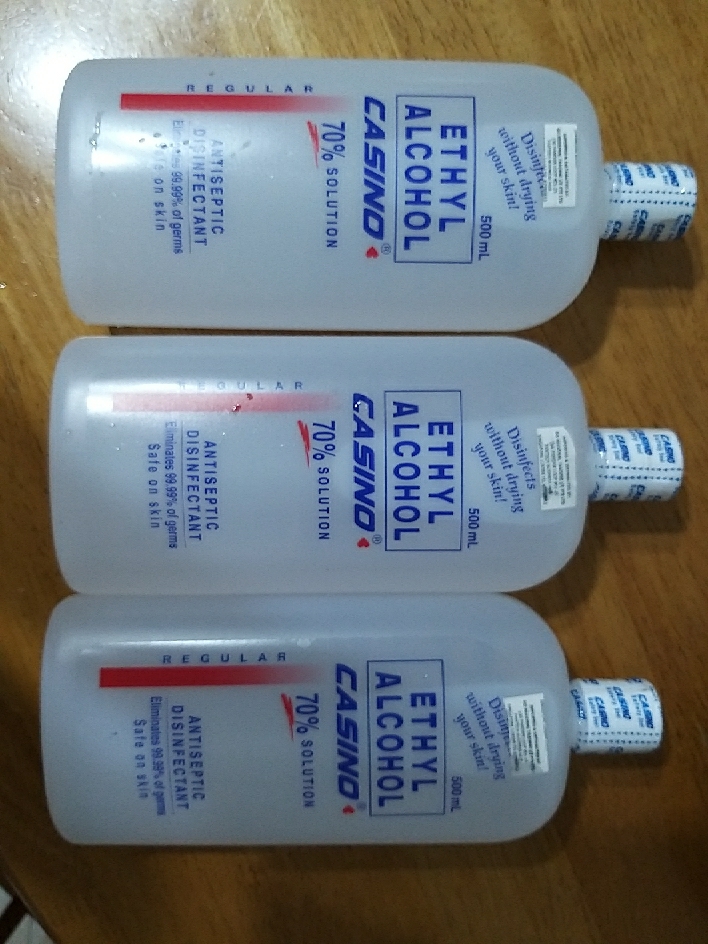 Disinfects
without drying
your skin!
500 mL
ETHYL
ALCOHOL
CASINO®
70% SOLUTION
REGULAR
ANTISEPTIC
DISINFECTANT
Eliminates 99.99% of germs
Safe on skin
CASINO
Disinfects
without drying
your skin!
500 mL
ETHYL
ALCOHOL
CASINO®
70% SOLUTION
REGULAR
ANTISEPTIC
DISINFECTANT
Eliminates 99.99% of germs
Safe on skin
CASINO
without drying
your skin!
500 mL
ETHYL
ALCOHOL
CASINO®
70% SOLUTION
REGULAR
ANTISEPTIC
DISINFECTANT
Eliminates 99.99% of germs
Safe on skin
CASINO